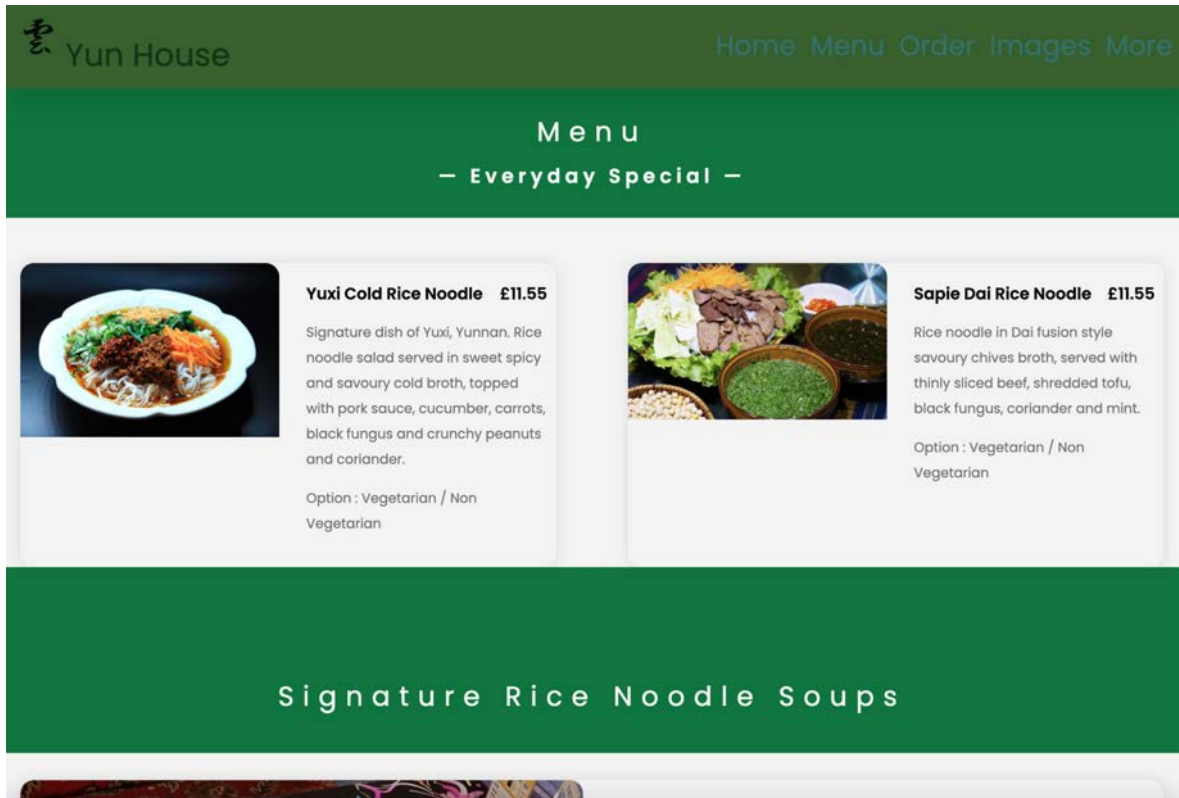 雲 Yun House
Home Menu Order Images More
Menu
— Everyday Special —
Yuxi Cold Rice Noodle £11.55
Signature dish of Yuxi, Yunnan. Rice
noodle salad served in sweet spicy
and savoury cold broth, topped
with pork sauce, cucumber, carrots,
black fungus and crunchy peanuts
and coriander.
Option : Vegetarian / Non
Vegetarian
Sapie Dai Rice Noodle £11.55
Rice noodle in Dai fusion style
savoury chives broth, served with
thinly sliced beef, shredded tofu,
black fungus, coriander and mint.
Option : Vegetarian / Non
Vegetarian
Signature Rice Noodle Soups